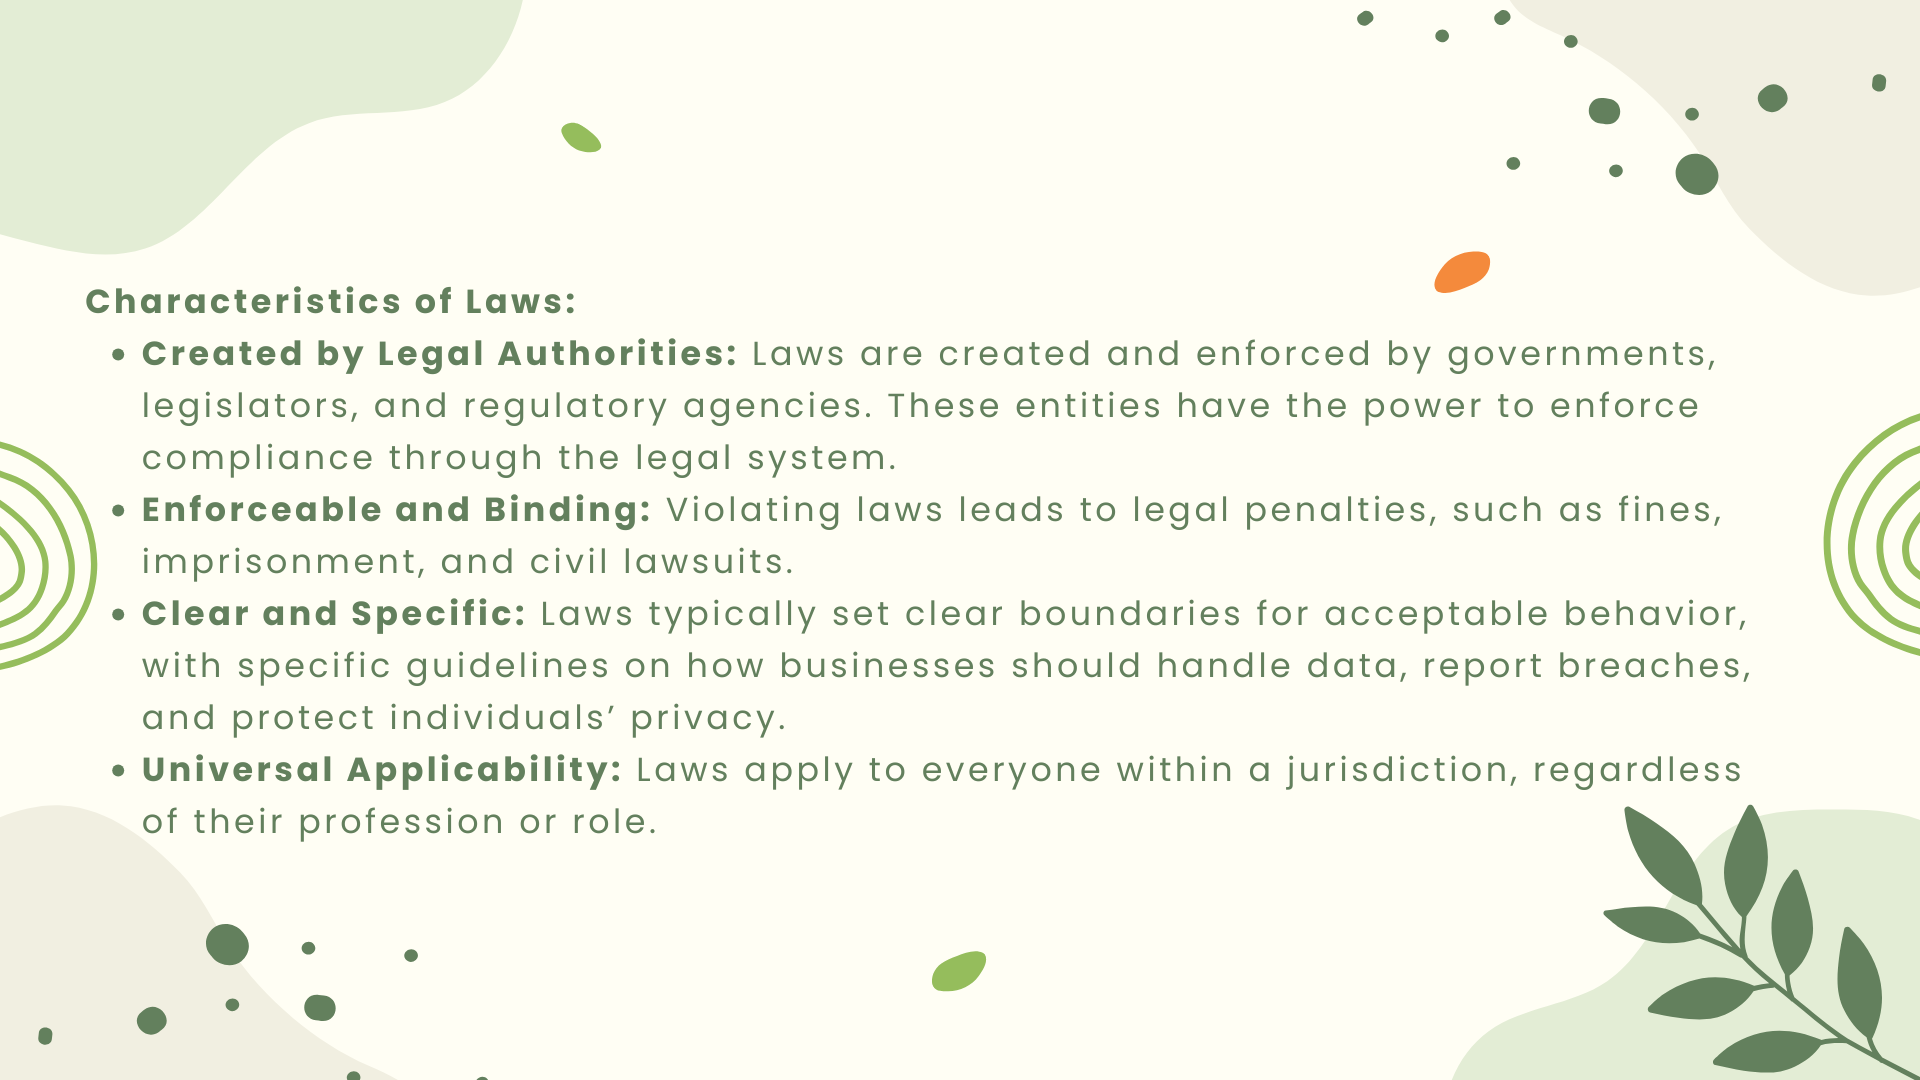 Characteristics of Laws:
• Created by Legal Authorities: Laws are created and enforced by governments,
legislators, and regulatory agencies. These entities have the power to enforce
compliance through the legal system.
• Enforceable and Binding: Violating laws leads to legal penalties, such as fines,
imprisonment, and civil lawsuits.
• Clear and Specific: Laws typically set clear boundaries for acceptable behavior,
with specific guidelines on how businesses should handle data, report breaches,
and protect individuals’ privacy.
• Universal Applicability: Laws apply to everyone within a jurisdiction, regardless
of their profession or role.